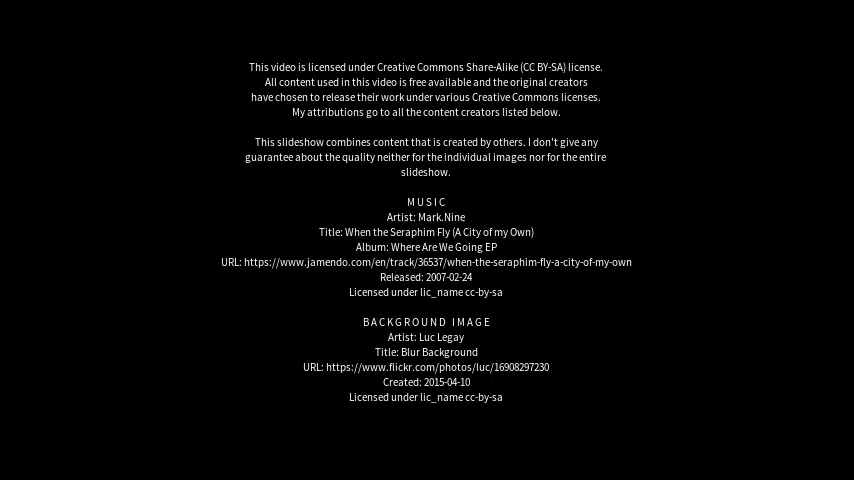 This video is licensed under Creative Commons Share-Alike (CC BY-SA) license.
All content used in this video is free available and the original creators
have chosen to release their work under various Creative Commons licenses.
My attributions go to all the content creators listed below.
This slideshow combines content that is created by others. I don't give any
guarantee about the quality neither for the individual images nor for the entire
slideshow.
MUSIC
Artist: Mark.Nine
Title: When the Seraphim Fly (A City of my Own)
Album: Where Are We Going EP
URL: https://www.jamendo.com/en/track/36537/when-the-seraphim-fly-a-city-of-my-own
Released: 2007-02-24
Licensed under lic_name cc-by-sa
BACKGROUND IMAGE
Artist: Luc Legay
Title: Blur Background
URL: https://www.flickr.com/photos/luc/16908297230
Created: 2015-04-10
Licensed under lic_name cc-by-sa